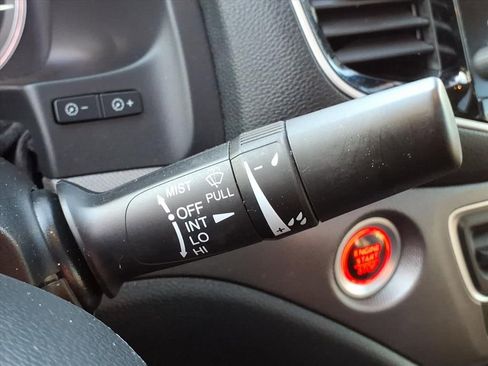 MIST
PULL
OFF
INT
LO
HI
ENGINE
START
STOP